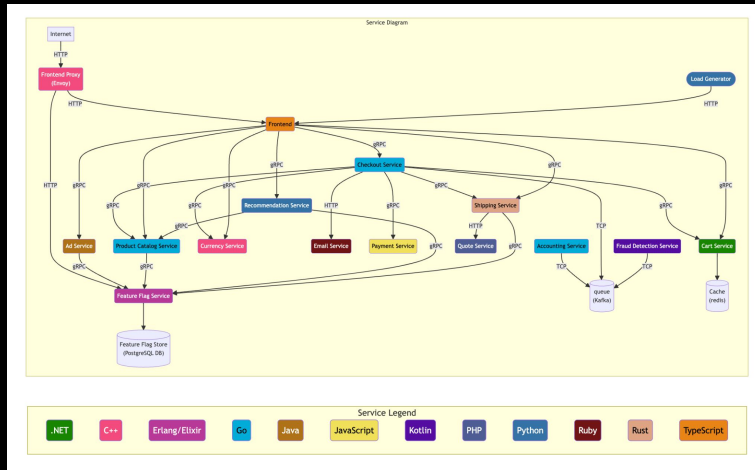 Service Diagram
Internet
HTTP
Frontend Proxy
(Envoy)
Load Generator
HTTP
HTTP
Frontend
gRPC
Checkout Service
HTTP
gRPC
gRPC
gRPC
gRPC
gRPC
gRPC
Recommendation Service
Shipping Service
gRPC
gRPC
HTTP
gRPC
gRPC
TCP
gRPC
gRPC
gRPC
HTTP
Ad Service
Product Catalog Service
Currency Service
Email Service
Payment Service
Quote Service
Accounting Service
Fraud Detection Service
Cart Service
gRPC
gRPC
gRPC
gRPC
TCP
TCP
Feature Flag Service
queue
(Kafka)
Cache
(redis)
Feature Flag Store
(PostgreSQL DB)
Service Legend
.NET
C++
Erlang/Elixir
Go
Java
JavaScript
Kotlin
PHP
Python
Ruby
Rust
TypeScript